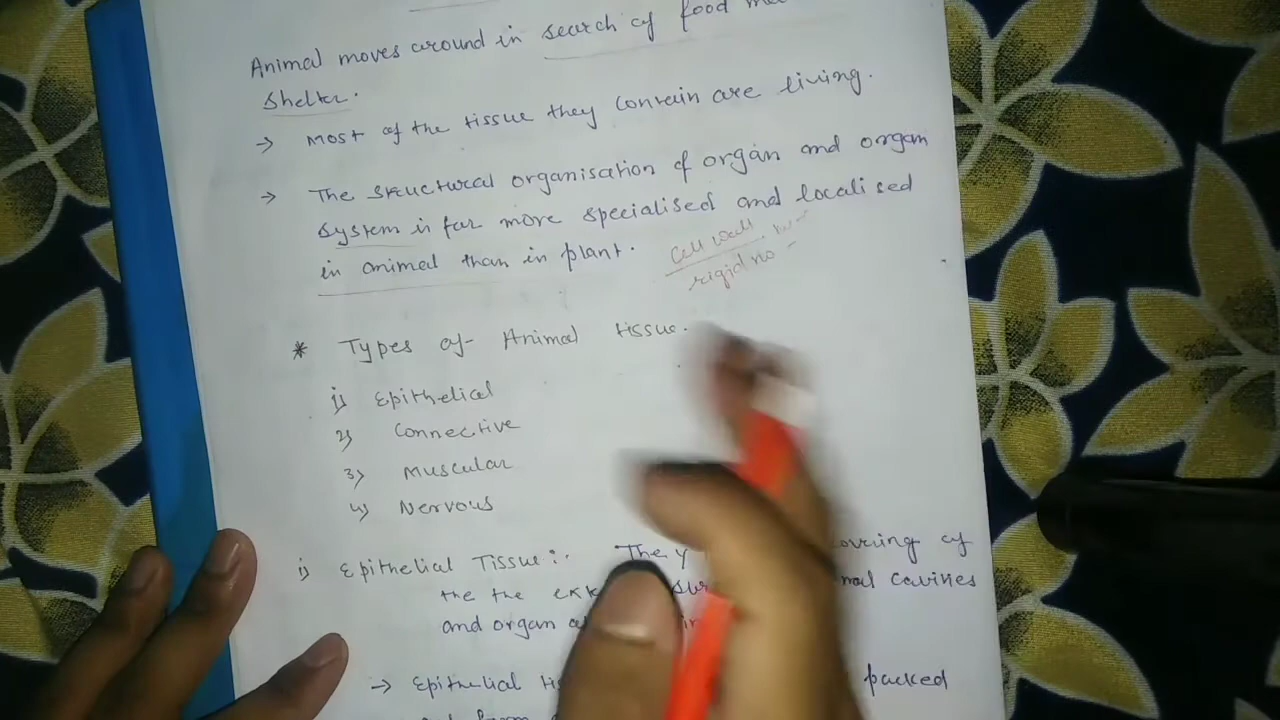 Animal moves around in search of food
Shelter.
→ Most of the tissue they contain are living.
→ The structural organisation of organ and organ
system is far more specialised and localised
in animal than in plant.
Cell wall
rigid no -
* Types of Animal tissue.
1) Epithelial
2) Connective
3) Muscular
4) Nervous
1) Epithelial Tissue:- They of
the the cavities
and organ
→ Epithelial packed